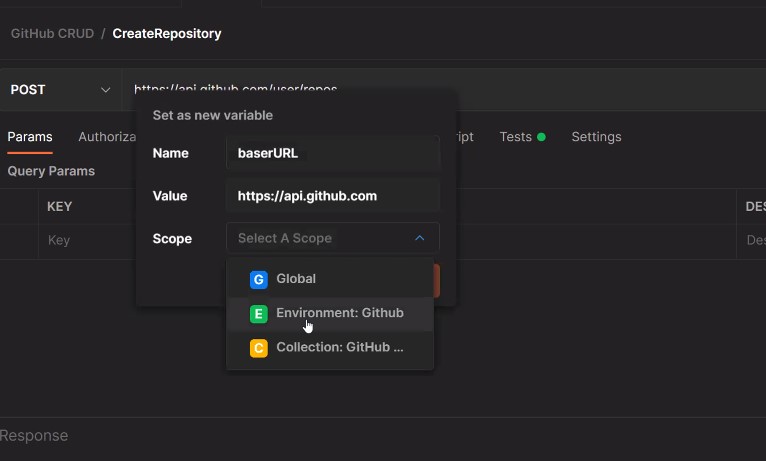 GitHub CRUD / CreateRepository
POST https://api.github.com/user/repos
Set as new variable
Params Authoriza ript Tests Settings
Name baserURL
Query Params
Value https://api.github.com
KEY DES
Scope Select A Scope
Key Des
G Global
E Environment: Github
C Collection: GitHub ...
Response